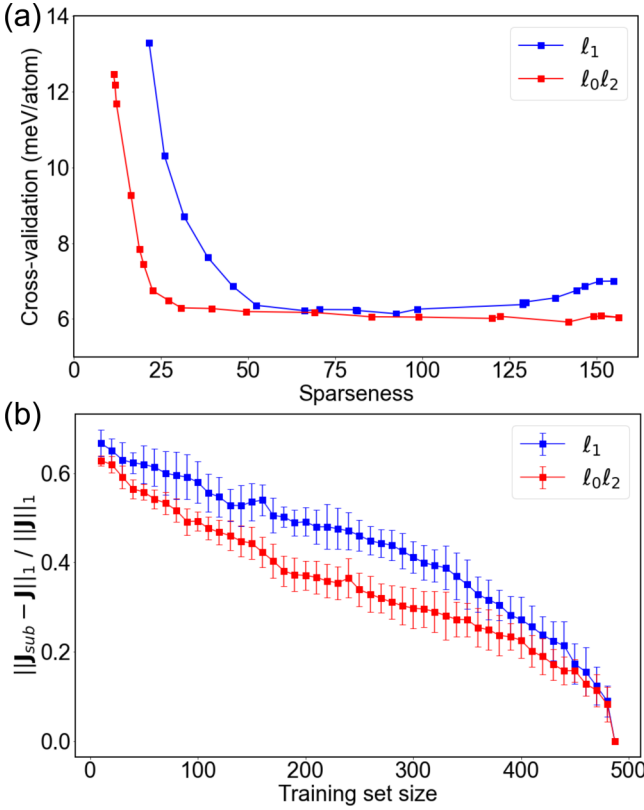 (a)
14
12
10
8
6
Cross-validation (meV/atom)
ℓ₁
ℓ₀ℓ₂
0 25 50 75 100 125 150
Sparseness
(b)
0.6
0.4
0.2
0.0
||J_sub − J||₁ / ||J||₁
ℓ₁
ℓ₀ℓ₂
0 100 200 300 400 500
Training set size